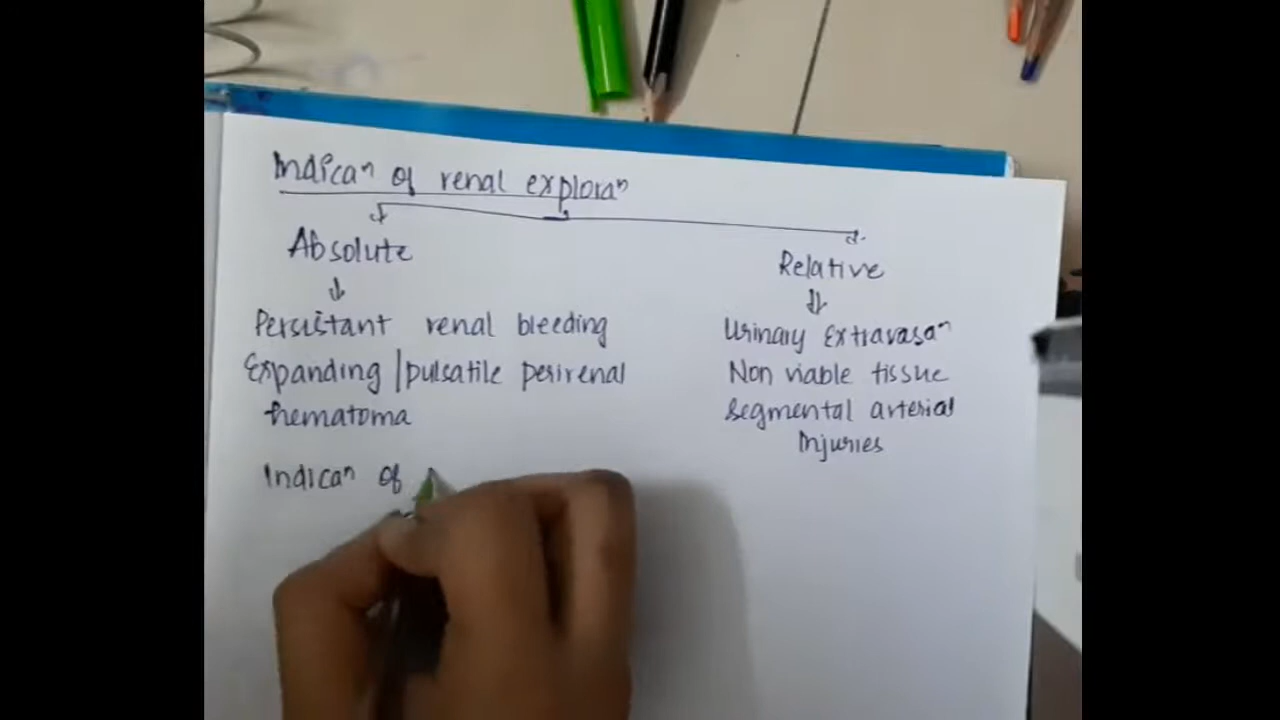 Indicaⁿ of renal exploraⁿ
Absolute
Relative
Persistant renal bleeding
Expanding/pulsatile perirenal
hematoma
Urinary Extravasaⁿ
Non viable tissue
Segmental arterial
Injuries
Indicaⁿ of